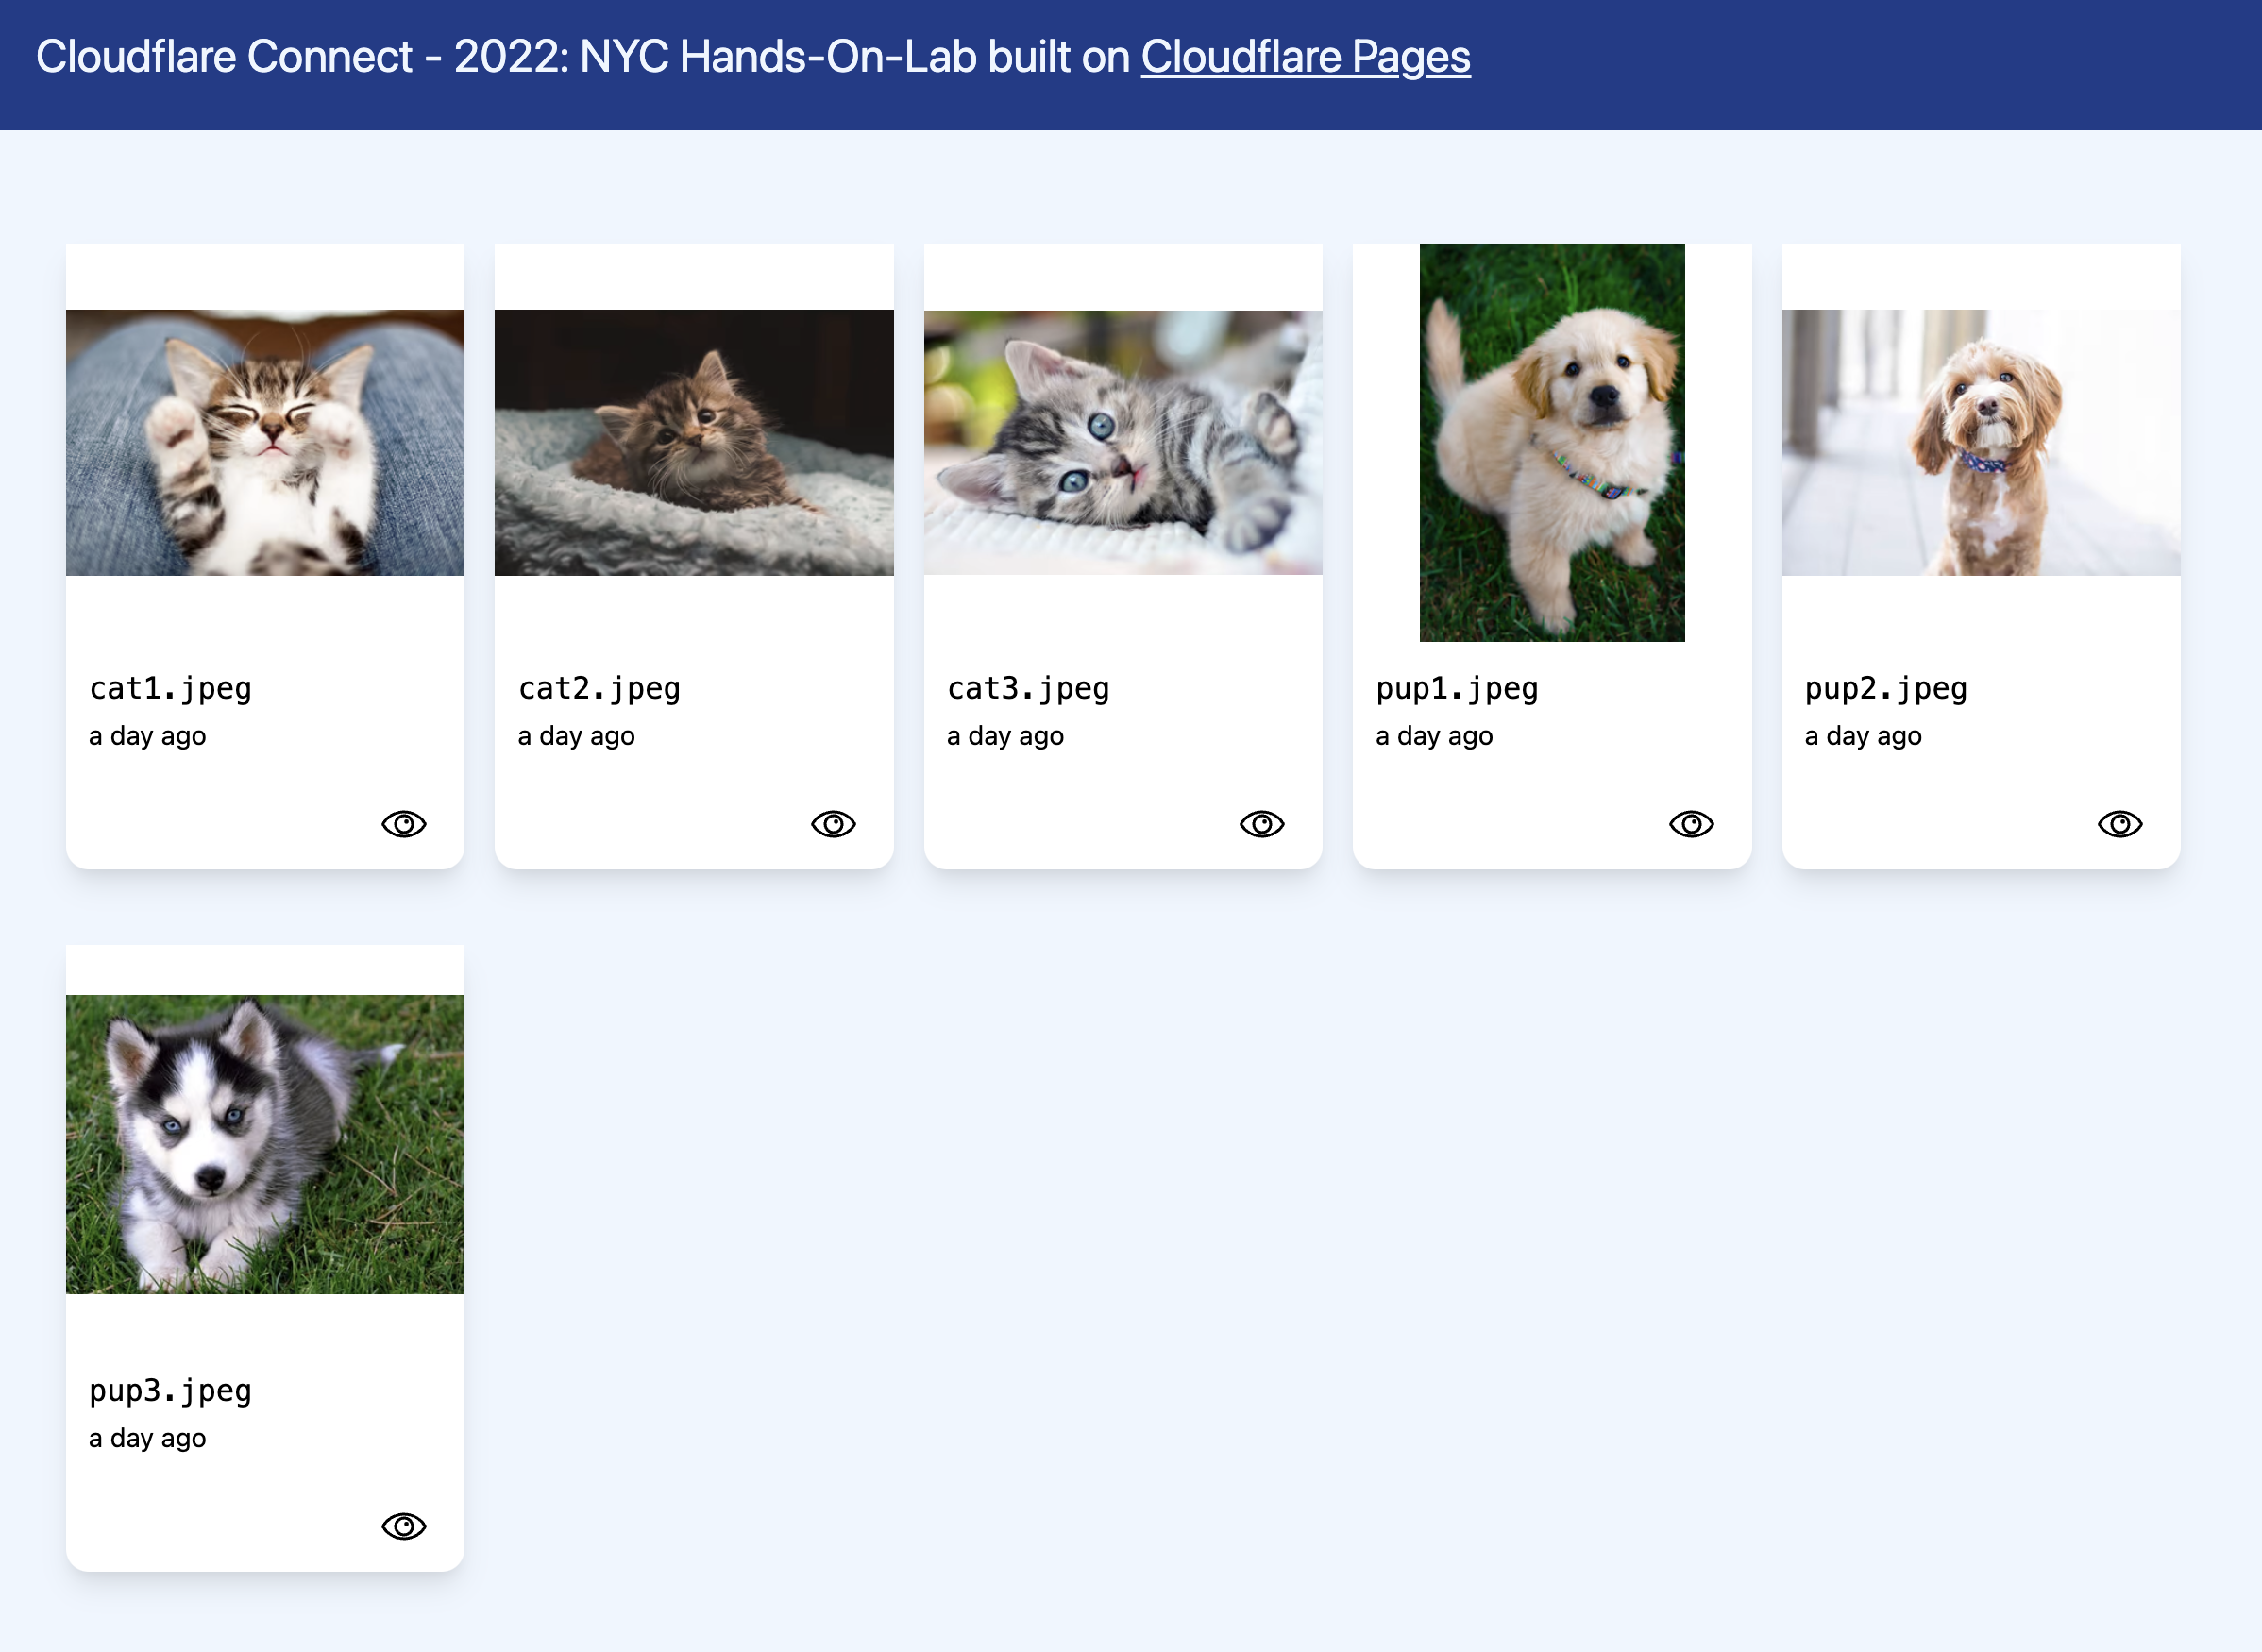 Cloudflare Connect - 2022: NYC Hands-On-Lab built on Cloudflare Pages
cat1.jpeg
a day ago
cat2.jpeg
a day ago
cat3.jpeg
a day ago
pup1.jpeg
a day ago
pup2.jpeg
a day ago
pup3.jpeg
a day ago